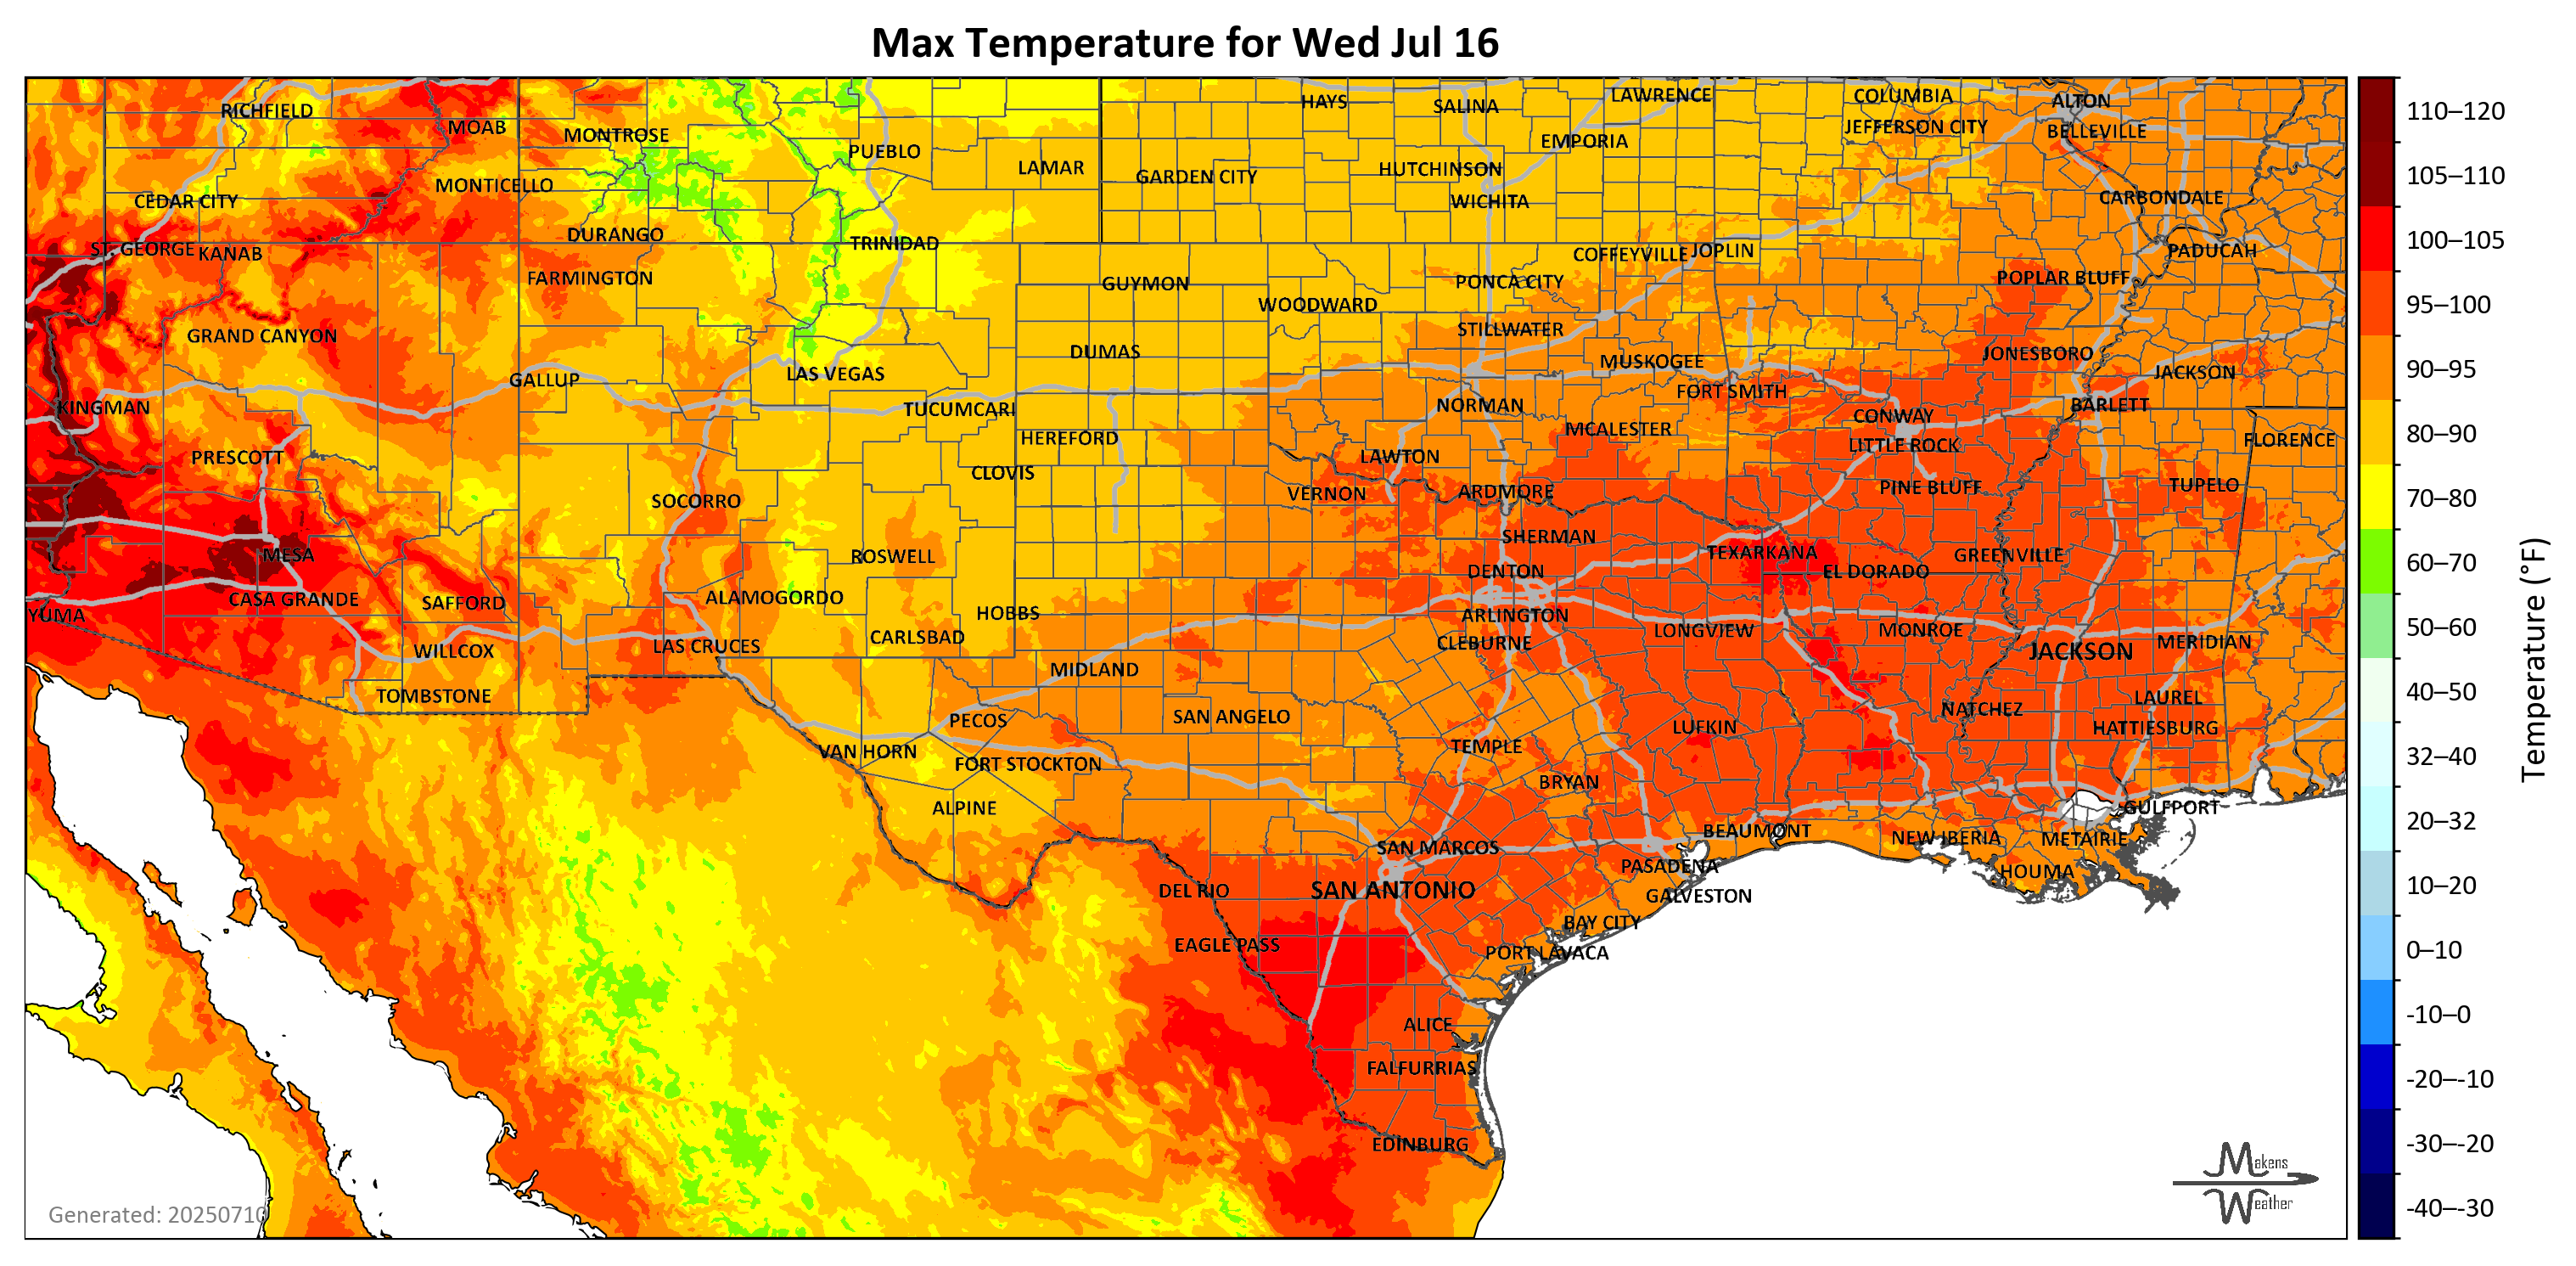 Max Temperature for Wed Jul 16
RICHFIELD
MOAB
MONTROSE
PUEBLO
LAMAR
HAYS
SALINA
LAWRENCE
COLUMBIA
ALTON
JEFFERSON CITY
BELLEVILLE
EMPORIA
GARDEN CITY
HUTCHINSON
CEDAR CITY
MONTICELLO
WICHITA
CARBONDALE
ST. GEORGE
KANAB
DURANGO
TRINIDAD
COFFEYVILLE
JOPLIN
PADUCAH
FARMINGTON
GUYMON
PONCA CITY
POPLAR BLUFF
WOODWARD
GRAND CANYON
STILLWATER
DUMAS
MUSKOGEE
JONESBORO
GALLUP
LAS VEGAS
FORT SMITH
JACKSON
KINGMAN
TUCUMCARI
NORMAN
CONWAY
BARLETT
HEREFORD
MCALESTER
LITTLE ROCK
FLORENCE
PRESCOTT
CLOVIS
LAWTON
SOCORRO
VERNON
ARDMORE
PINE BLUFF
TUPELO
SHERMAN
MESA
ROSWELL
TEXARKANA
GREENVILLE
DENTON
EL DORADO
YUMA
CASA GRANDE
SAFFORD
ALAMOGORDO
HOBBS
ARLINGTON
WILLCOX
LAS CRUCES
CARLSBAD
CLEBURNE
LONGVIEW
MONROE
JACKSON
MERIDIAN
TOMBSTONE
MIDLAND
PECOS
SAN ANGELO
NATCHEZ
LAUREL
VAN HORN
FORT STOCKTON
TEMPLE
LUFKIN
HATTIESBURG
ALPINE
BRYAN
GULFPORT
SAN MARCOS
BEAUMONT
NEW IBERIA
METAIRIE
DEL RIO
SAN ANTONIO
PASADENA
HOUMA
GALVESTON
EAGLE PASS
BAY CITY
PORT LAVACA
ALICE
FALFURRIAS
EDINBURG
Generated: 20250710
Makens
Weather
110–120
105–110
100–105
95–100
90–95
80–90
70–80
60–70
50–60
40–50
32–40
20–32
10–20
0–10
-10–0
-20–-10
-30–-20
-40–-30
Temperature (°F)